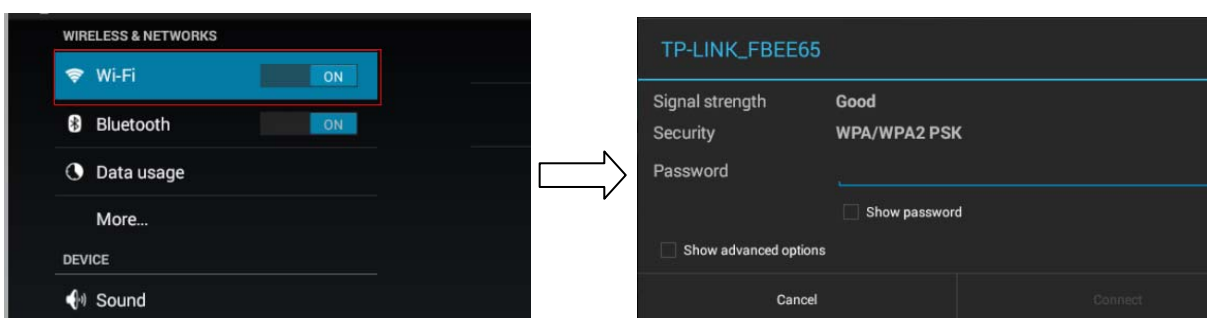 WIRELESS & NETWORKS
Wi-Fi ON
Bluetooth ON
Data usage
More...
DEVICE
Sound
TP-LINK_FBEE65
Signal strength Good
Security WPA/WPA2 PSK
Password
Show password
Show advanced options
Cancel Connect